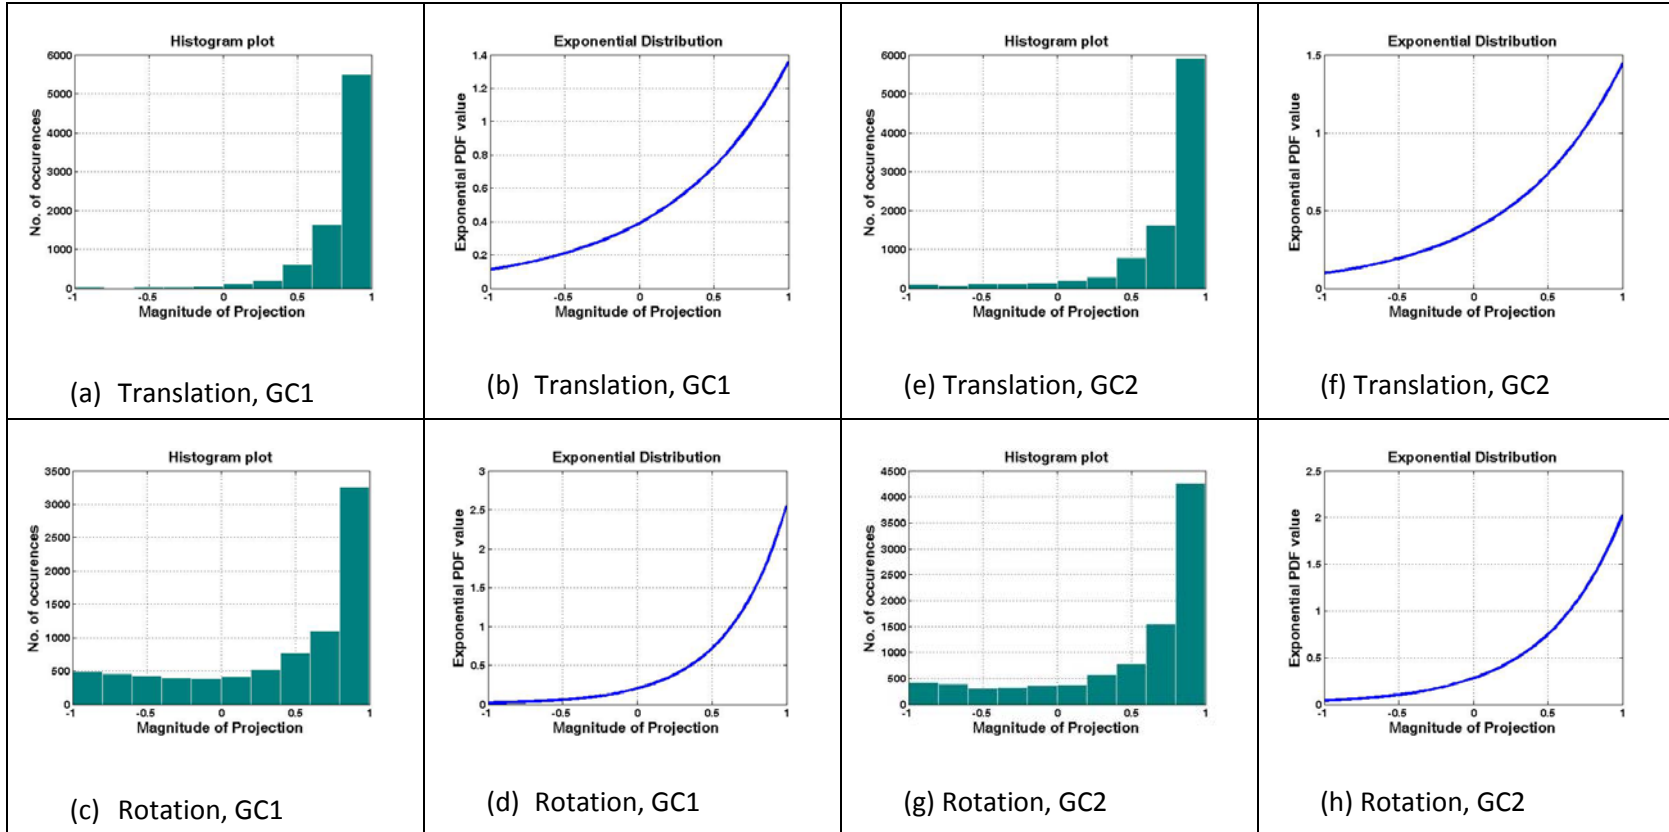 Histogram plot
No. of occurences
6000
5000
4000
3000
2000
1000
0
-1 -0.5 0 0.5 1
Magnitude of Projection
(a) Translation, GC1
Exponential Distribution
Exponential PDF value
1.4
1.2
1
0.8
0.6
0.4
0.2
0
-1 -0.5 0 0.5 1
Magnitude of Projection
(b) Translation, GC1
Histogram plot
No. of occurences
6000
5000
4000
3000
2000
1000
0
-1 -0.5 0 0.5 1
Magnitude of Projection
(e) Translation, GC2
Exponential Distribution
Exponential PDF value
1.5
1
0.5
0
-1 -0.5 0 0.5 1
Magnitude of Projection
(f) Translation, GC2
Histogram plot
No. of occurences
3500
3000
2500
2000
1500
1000
500
0
-1 -0.5 0 0.5 1
Magnitude of Projection
(c) Rotation, GC1
Exponential Distribution
Exponential PDF value
3
2.5
2
1.5
1
0.5
0
-1 -0.5 0 0.5 1
Magnitude of Projection
(d) Rotation, GC1
Histogram plot
No. of occurences
4500
4000
3500
3000
2500
2000
1500
1000
500
0
-1 -0.5 0 0.5 1
Magnitude of Projection
(g) Rotation, GC2
Exponential Distribution
Exponential PDF value
2.5
2
1.5
1
0.5
0
-1 -0.5 0 0.5 1
Magnitude of Projection
(h) Rotation, GC2